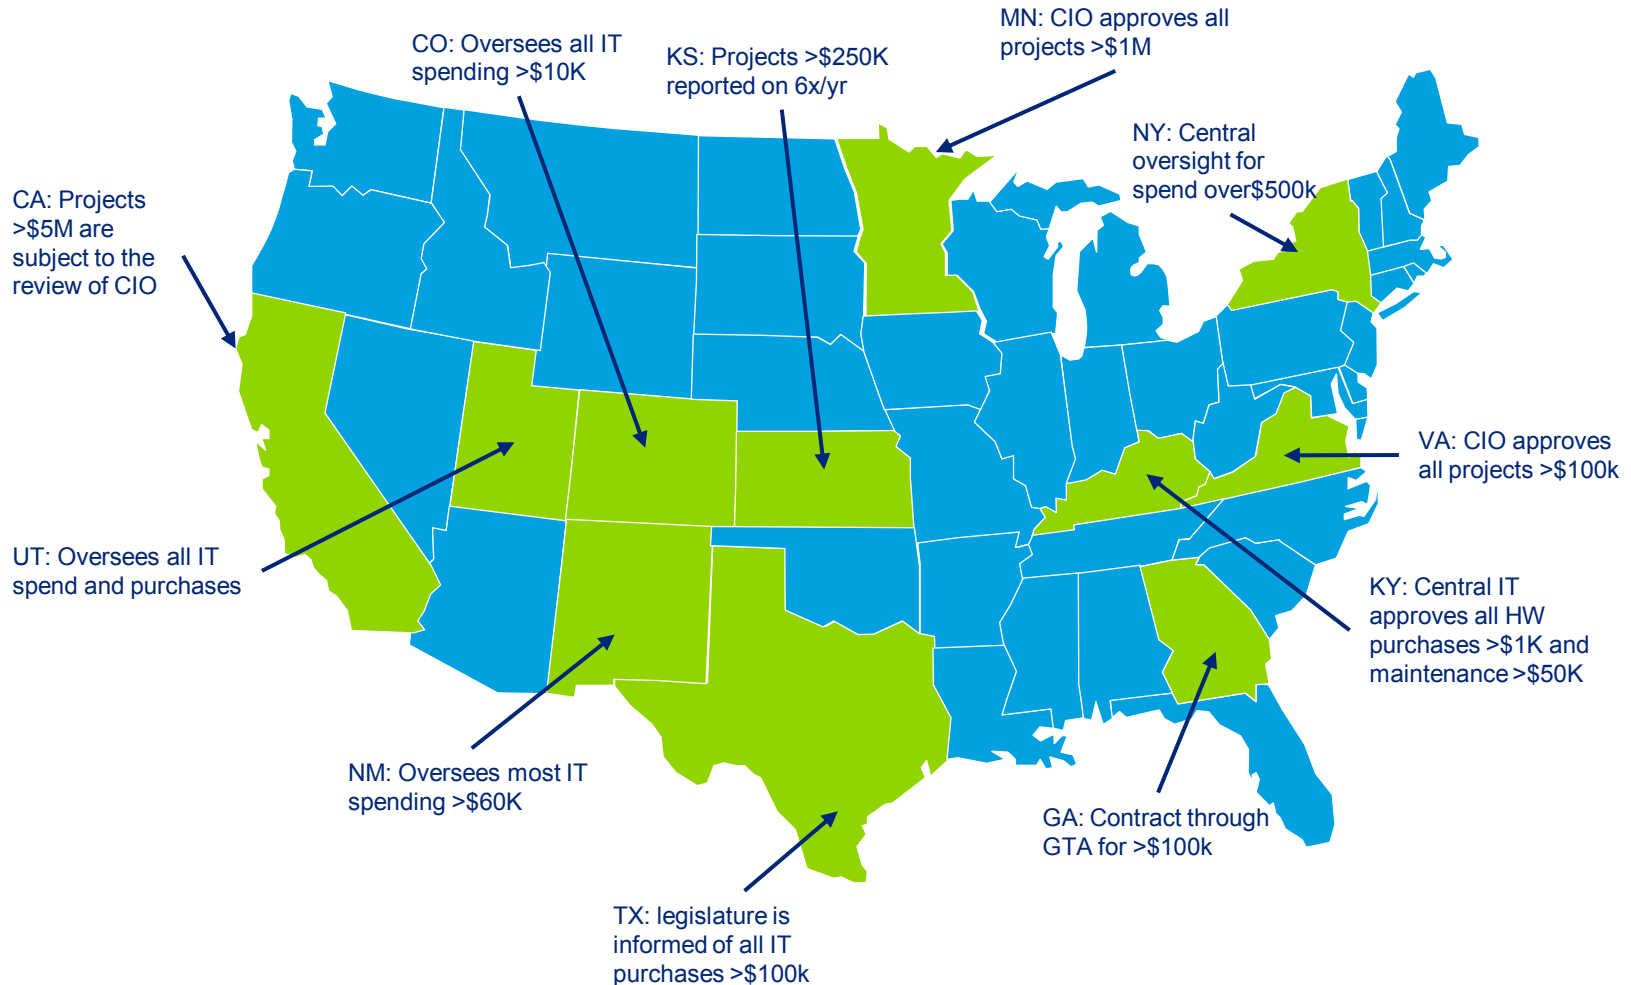 MN: CIO approves all
projects >$1M
CO: Oversees all IT
spending >$10K
KS: Projects >$250K
reported on 6x/yr
NY: Central
oversight for
spend over$500k
CA: Projects
>$5M are
subject to the
review of CIO
VA: CIO approves
all projects >$100k
UT: Oversees all IT
spend and purchases
KY: Central IT
approves all HW
purchases >$1K and
maintenance >$50K
NM: Oversees most IT
spending >$60K
GA: Contract through
GTA for >$100k
TX: legislature is
informed of all IT
purchases >$100k